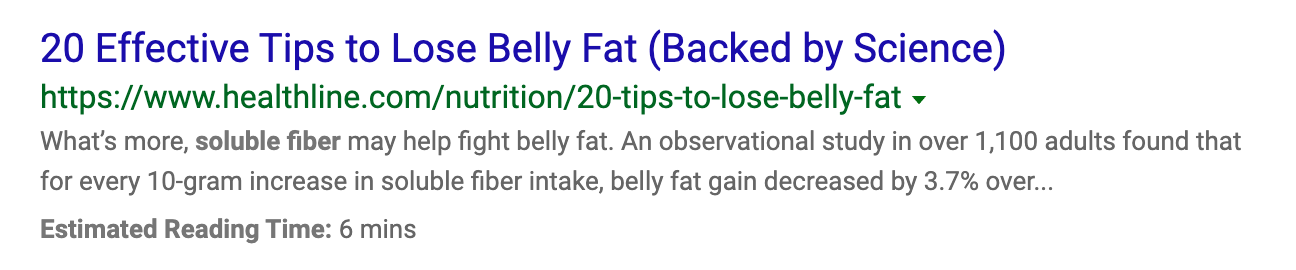 20 Effective Tips to Lose Belly Fat (Backed by Science)
https://www.healthline.com/nutrition/20-tips-to-lose-belly-fat
What’s more, soluble fiber may help fight belly fat. An observational study in over 1,100 adults found that
for every 10-gram increase in soluble fiber intake, belly fat gain decreased by 3.7% over...
Estimated Reading Time: 6 mins